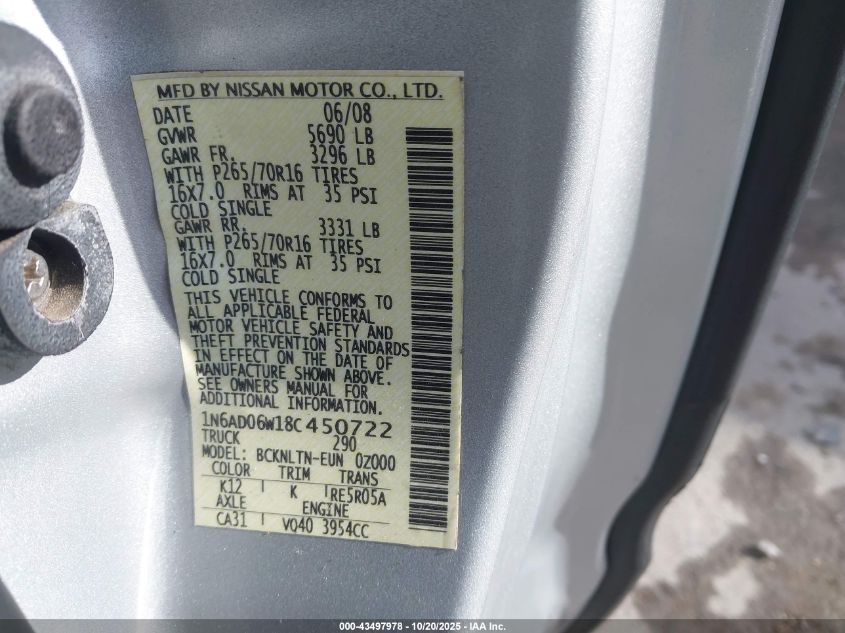 MFD BY NISSAN MOTOR CO., LTD.
DATE 06/08
GVWR 5690 LB
GAWR FR. 3296 LB
WITH P265/70R16 TIRES
16X7.0 RIMS AT 35 PSI
COLD SINGLE
GAWR RR. 3331 LB
WITH P265/70R16 TIRES
16X7.0 RIMS AT 35 PSI
COLD SINGLE
THIS VEHICLE CONFORMS TO
ALL APPLICABLE FEDERAL
MOTOR VEHICLE SAFETY AND
THEFT PREVENTION STANDARDS
IN EFFECT ON THE DATE OF
MANUFACTURE SHOWN ABOVE.
SEE OWNERS MANUAL FOR
ADDITIONAL INFORMATION.
1N6AD06W18C450722
TRUCK 290
MODEL: BCKNLTN-EUN 0Z000
COLOR TRIM TRANS
K12 K RE5R05A
AXLE ENGINE
CA31 VQ40 3954CC
000-43497978 - 10/20/2025 - IAA Inc.